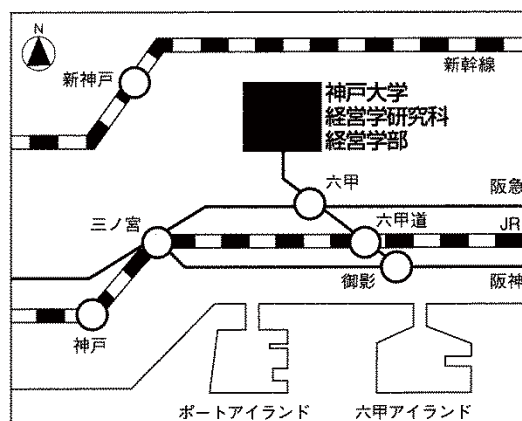 N
新幹線
新神戸
神戸大学
経営学研究科
経営学部
六甲
阪急
三ノ宮
六甲道
JR
御影
阪神
神戸
ポートアイランド
六甲アイランド